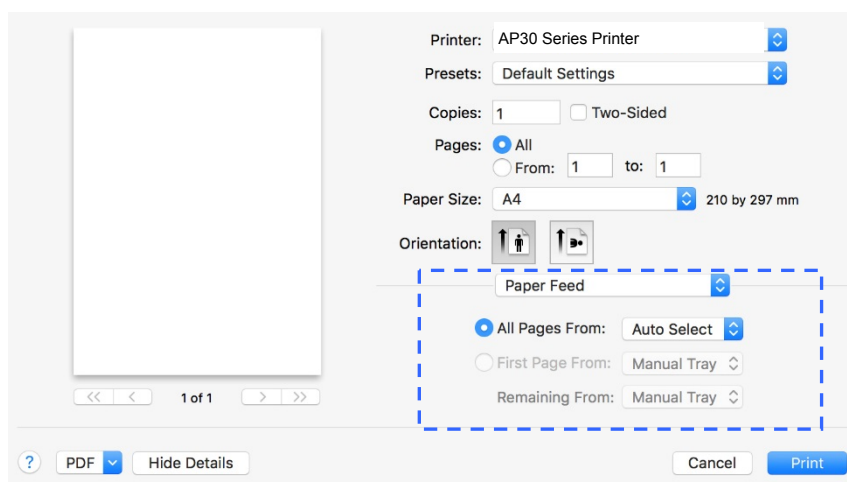 Printer: AP30 Series Printer
Presets: Default Settings
Copies: 1 Two-Sided
Pages: All
From: 1 to: 1
Paper Size: A4 210 by 297 mm
Orientation:
Paper Feed
All Pages From: Auto Select
First Page From: Manual Tray
Remaining From: Manual Tray
<< < 1 of 1 > >>
? PDF Hide Details Cancel Print